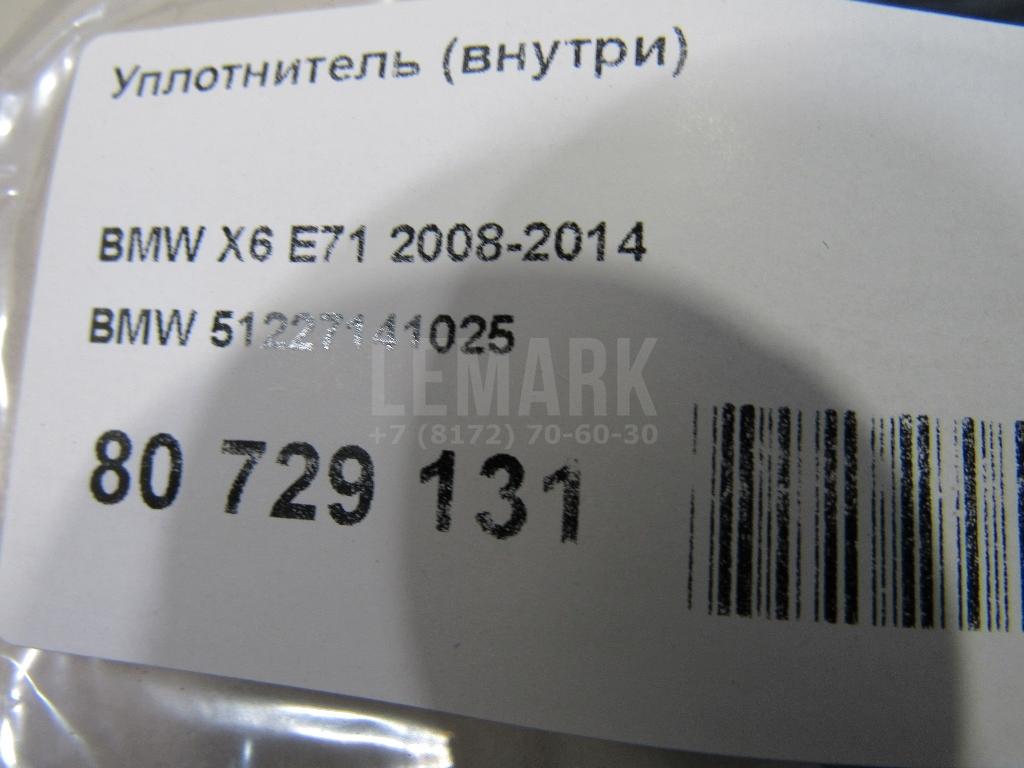 Уплотнитель (внутри)
BMW X6 E71 2008-2014
BMW 51227141025
LEMARK
+7 (8172) 70-60-30
80 729 131